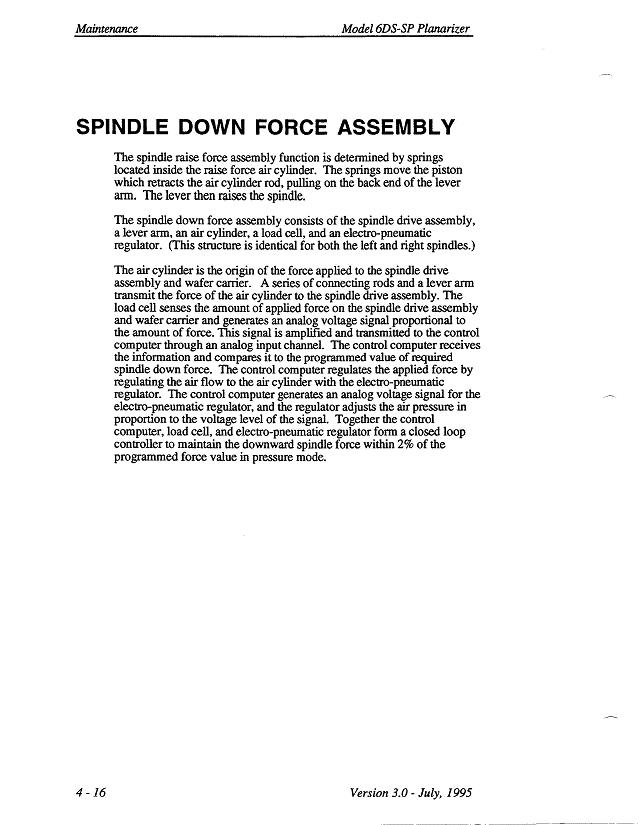 Maintenance Model 6DS-SP Planarizer
SPINDLE DOWN FORCE ASSEMBLY
The spindle raise force assembly function is determined by springs
located inside the raise force air cylinder. The springs move the piston
which retracts the air cylinder rod, pulling on the back end of the lever
arm. The lever then raises the spindle.
The spindle down force assembly consists of the spindle drive assembly,
a lever arm, an air cylinder, a load cell, and an electro-pneumatic
regulator. (This structure is identical for both the left and right spindles.)
The air cylinder is the origin of the force applied to the spindle drive
assembly and wafer carrier. A series of connecting rods and a lever arm
transmit the force of the air cylinder to the spindle drive assembly. The
load cell senses the amount of applied force on the spindle drive assembly
and wafer carrier and generates an analog voltage signal proportional to
the amount of force. This signal is amplified and transmitted to the control
computer through an analog input channel. The control computer receives
the information and compares it to the programmed value of required
spindle down force. The control computer regulates the applied force by
regulating the air flow to the air cylinder with the electro-pneumatic
regulator. The control computer generates an analog voltage signal for the
electro-pneumatic regulator, and the regulator adjusts the air pressure in
proportion to the voltage level of the signal. Together the control
computer, load cell, and electro-pneumatic regulator form a closed loop
controller to maintain the downward spindle force within 2% of the
programmed force value in pressure mode.
4 - 16 Version 3.0 - July, 1995